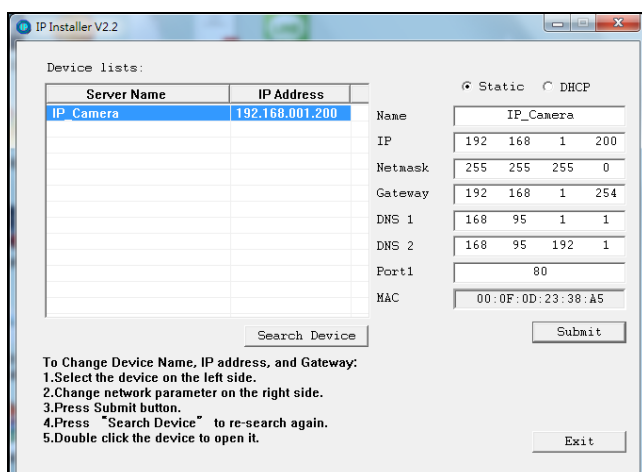 IP Installer V2.2
Device lists:
Server Name IP Address
IP_Camera 192.168.001.200
Static DHCP
Name IP_Camera
IP 192 168 1 200
Netmask 255 255 255 0
Gateway 192 168 1 254
DNS 1 168 95 1 1
DNS 2 168 95 192 1
Port1 80
MAC 00:0F:0D:23:38:A5
Search Device Submit
To Change Device Name, IP address, and Gateway:
1.Select the device on the left side.
2.Change network parameter on the right side.
3.Press Submit button.
4.Press “Search Device” to re-search again.
5.Double click the device to open it.
Exit